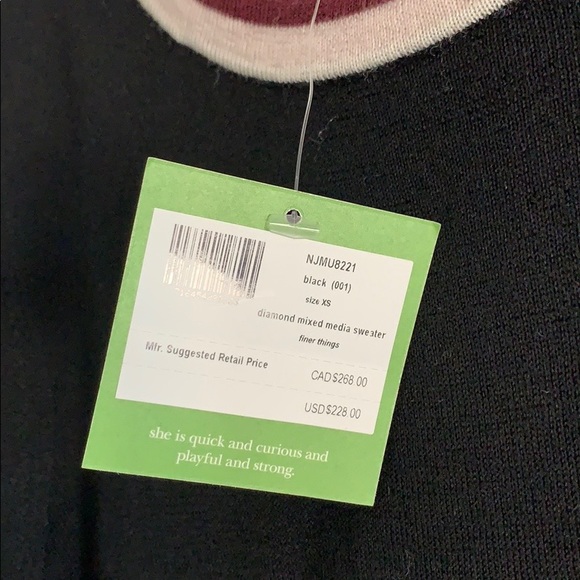 NJMU8221
black (001)
size XS
diamond mixed media sweater
finer things
Mfr. Suggested Retail Price
CAD$268.00
USD$228.00
she is quick and curious and
playful and strong.